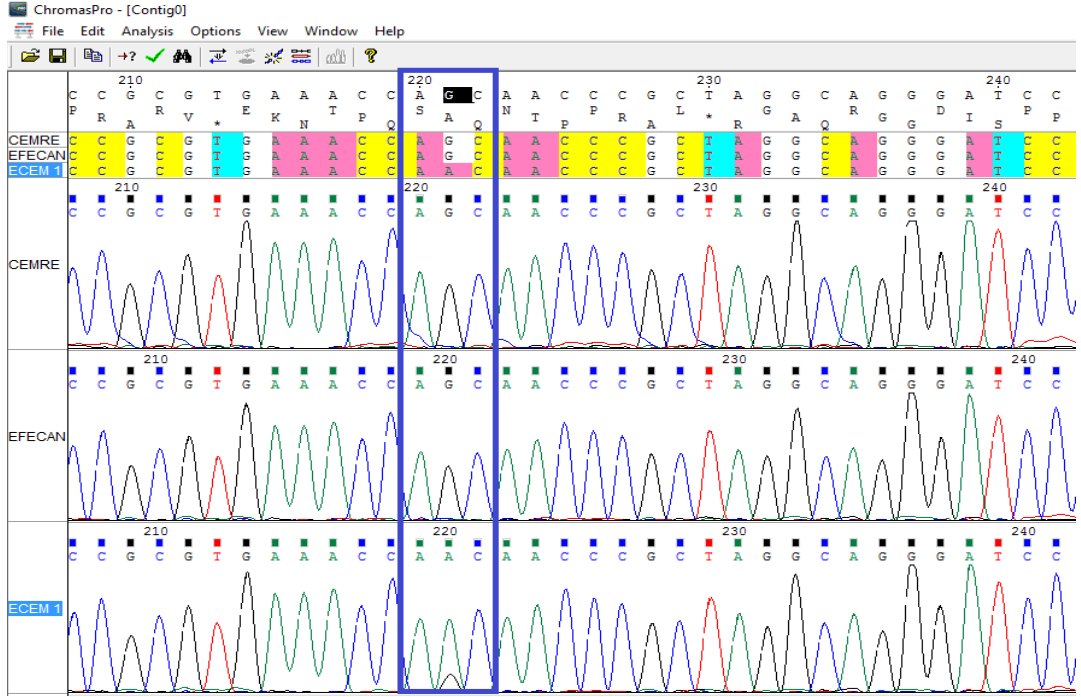 ChromasPro - [Contig0]
File Edit Analysis Options View Window Help
210 220 230 240
C C G C G T G A A A C C A G C A A C C C G C T A G G C A G G G A T C C
P R A R V * E K N T P Q S A Q N T P P R A L * R G A Q R G G D I S P P
CEMRE C C G C G T G A A A C C A G C A A C C C G C T A G G C A G G G A T C C
EFECAN C C G C G T G A A A C C A G C A A C C C G C T A G G C A G G G A T C C
ECEM 1 C C G C G T G A A A C C A A C A A C C C G C T A G G C A G G G A T C C
210 220 230 240
C C G C G T G A A A C C A G C A A C C C G C T A G G C A G G G A T C C
CEMRE
210 220 230 240
C C G C G T G A A A C C A G C A A C C C G C T A G G C A G G G A T C C
EFECAN
210 220 230 240
C C G C G T G A A A C C A A C A A C C C G C T A G G C A G G G A T C C
ECEM 1